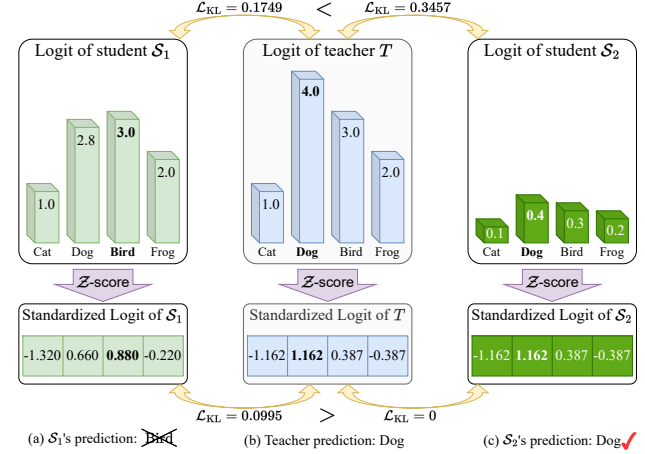 ℒ_KL = 0.1749 < ℒ_KL = 0.3457
Logit of student 𝒮₁
Logit of teacher T
Logit of student 𝒮₂
1.0
2.8
3.0
2.0
Cat Dog Bird Frog
1.0
4.0
3.0
2.0
Cat Dog Bird Frog
0.1
0.4
0.3
0.2
Cat Dog Bird Frog
𝒵-score
𝒵-score
𝒵-score
Standardized Logit of 𝒮₁
-1.320 0.660 0.880 -0.220
Standardized Logit of T
-1.162 1.162 0.387 -0.387
Standardized Logit of 𝒮₂
-1.162 1.162 0.387 -0.387
ℒ_KL = 0.0995 > ℒ_KL = 0
(a) 𝒮₁'s prediction: Bird
(b) Teacher prediction: Dog
(c) 𝒮₂'s prediction: Dog